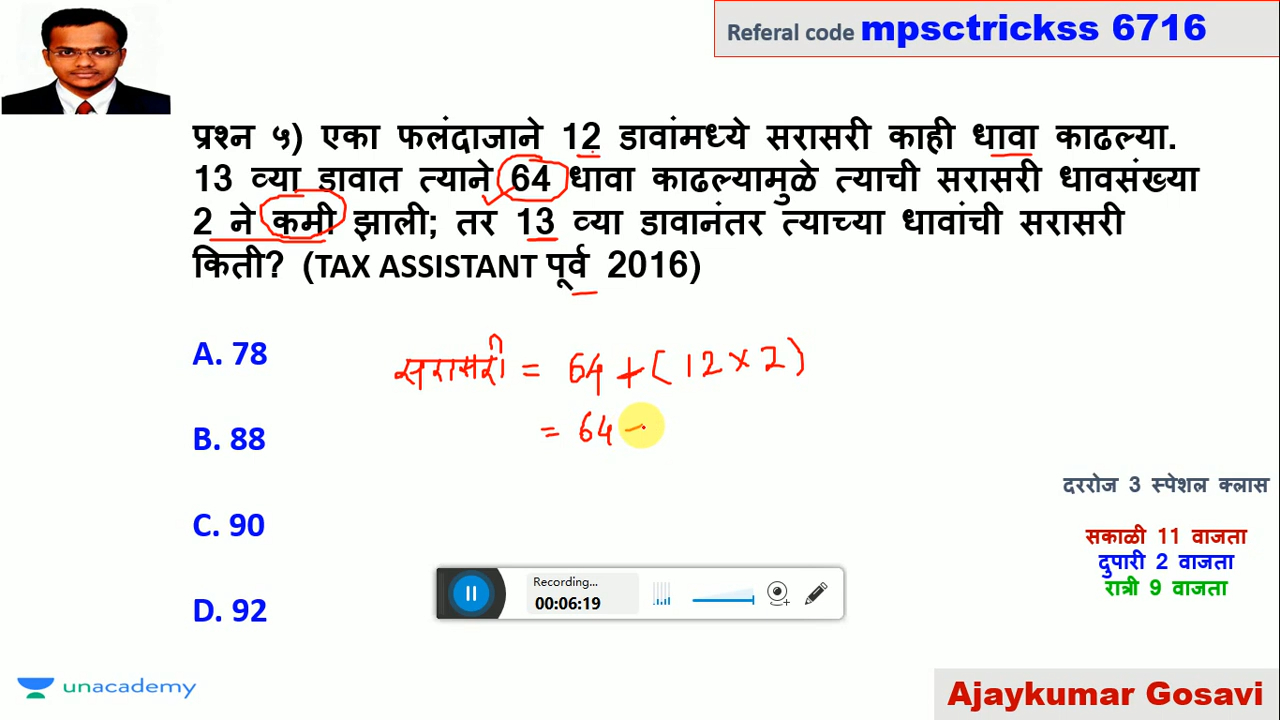 Referal code mpsctrickss 6716
प्रश्न ५) एका फलंदाजाने 12 डावांमध्ये सरासरी काही धावा काढल्या.
13 व्या डावात त्याने 64 धावा काढल्यामुळे त्याची सरासरी धावसंख्या
2 ने कमी झाली; तर 13 व्या डावानंतर त्याच्या धावांची सरासरी
किती? (TAX ASSISTANT पूर्व 2016)
A. 78
सरासरी = 64 + (12 × 2)
B. 88
= 64 -
C. 90
D. 92
दररोज 3 स्पेशल क्लास
सकाळी 11 वाजता
दुपारी 2 वाजता
रात्री 9 वाजता
Recording...
00:06:19
unacademy
Ajaykumar Gosavi